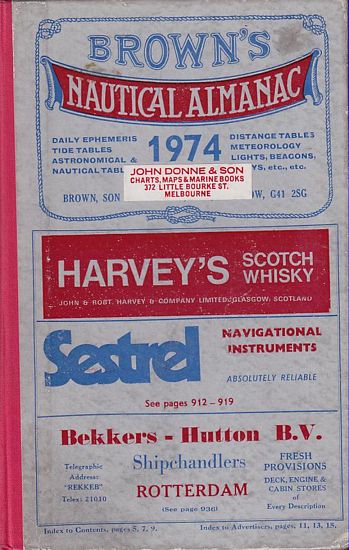 BROWN'S
NAUTICAL ALMANAC
DAILY EPHEMERIS
TIDE TABLES
ASTRONOMICAL &
NAUTICAL TABL
1974
DISTANCE TABLES
METEOROLOGY
LIGHTS, BEACONS,
YS, etc., etc.
JOHN DONNE & SON
CHARTS, MAPS & MARINE BOOKS
372 LITTLE BOURKE ST.
MELBOURNE
BROWN, SON
OW, G41 2SG
HARVEY'S SCOTCH WHISKY
JOHN & ROBT. HARVEY & COMPANY LIMITED, GLASGOW, SCOTLAND
Sestrel
NAVIGATIONAL
INSTRUMENTS
ABSOLUTELY RELIABLE
See pages 912-919
Bekkers - Hutton B.V.
Telegraphic
Address:
"REKKEB"
Telex: 21010
Shipchandlers
ROTTERDAM
(See page 936)
FRESH
PROVISIONS
DECK, ENGINE &
CABIN STORES
of
Every Description
Index to Contents, pages 5, 7, 9.
Index to Advertisers, pages, 11, 13, 15.